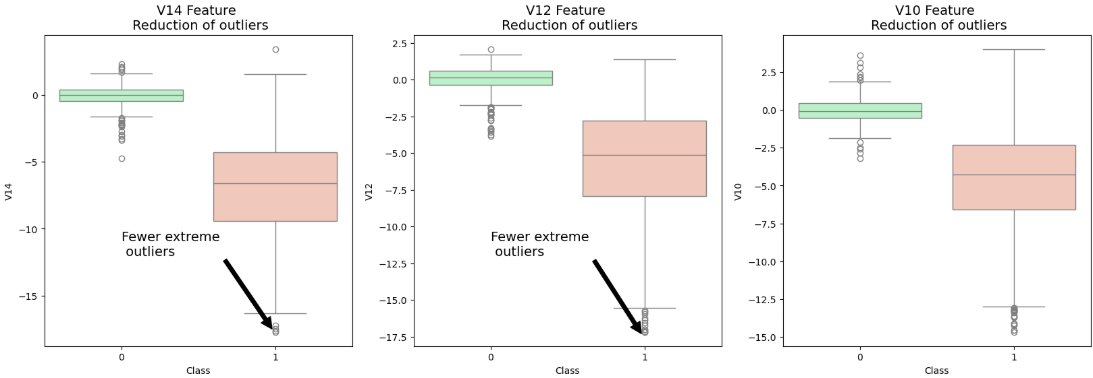 V14 Feature
Reduction of outliers
0
−5
−10
−15
V14
Fewer extreme
outliers
0
1
Class
V12 Feature
Reduction of outliers
2.5
0.0
−2.5
−5.0
−7.5
−10.0
−12.5
−15.0
−17.5
V12
Fewer extreme
outliers
0
1
Class
V10 Feature
Reduction of outliers
2.5
0.0
−2.5
−5.0
−7.5
−10.0
−12.5
−15.0
V10
0
1
Class